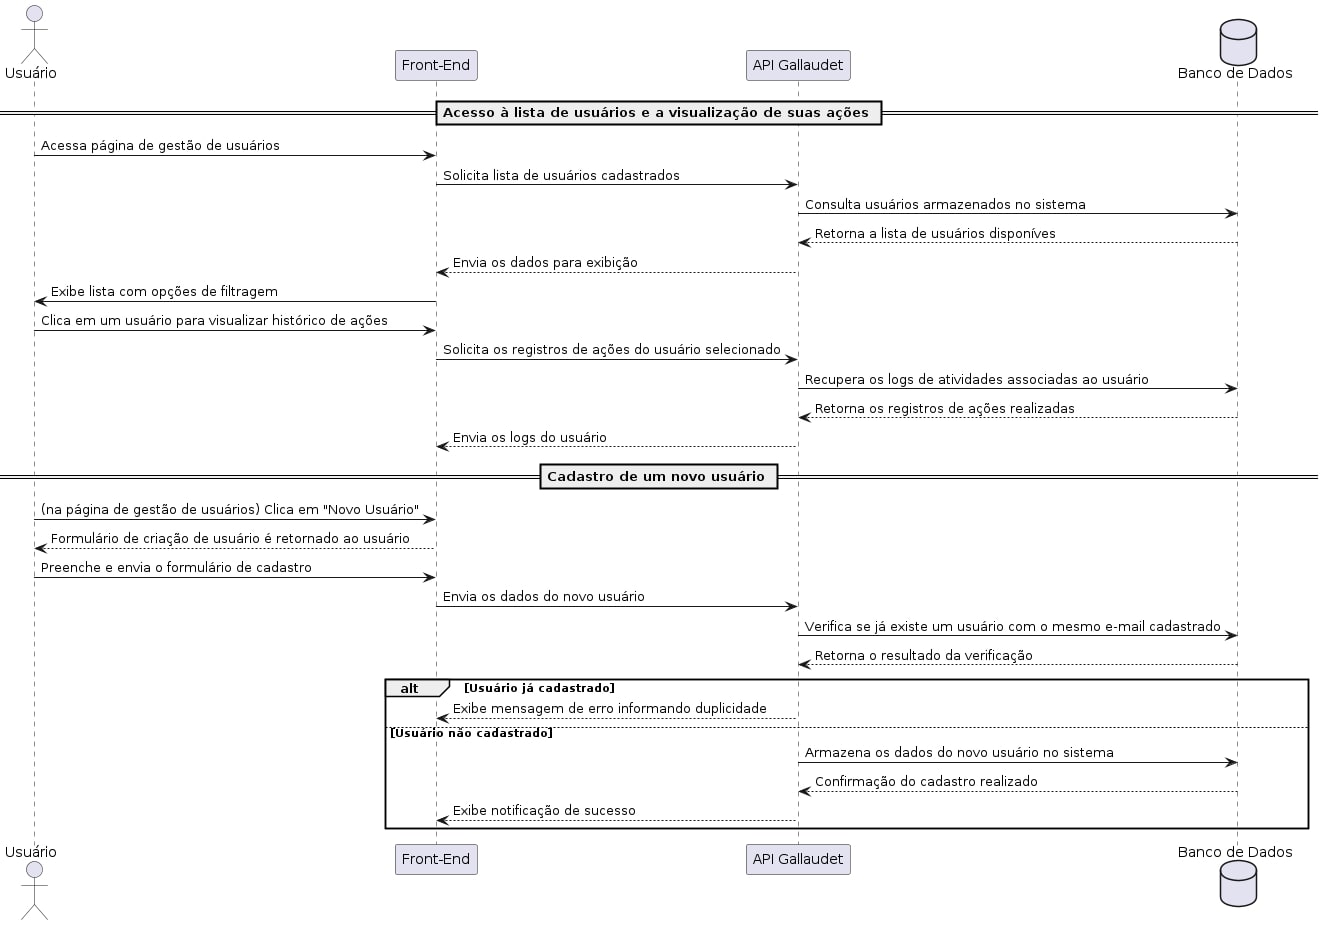 Usuário
Front-End
API Gallaudet
Banco de Dados
Acesso à lista de usuários e a visualização de suas ações
Acessa página de gestão de usuários
Solicita lista de usuários cadastrados
Consulta usuários armazenados no sistema
Retorna a lista de usuários disponíves
Envia os dados para exibição
Exibe lista com opções de filtragem
Clica em um usuário para visualizar histórico de ações
Solicita os registros de ações do usuário selecionado
Recupera os logs de atividades associadas ao usuário
Retorna os registros de ações realizadas
Envia os logs do usuário
Cadastro de um novo usuário
(na página de gestão de usuários) Clica em "Novo Usuário"
Formulário de criação de usuário é retornado ao usuário
Preenche e envia o formulário de cadastro
Envia os dados do novo usuário
Verifica se já existe um usuário com o mesmo e-mail cadastrado
Retorna o resultado da verificação
alt [Usuário já cadastrado]
Exibe mensagem de erro informando duplicidade
[Usuário não cadastrado]
Armazena os dados do novo usuário no sistema
Confirmação do cadastro realizado
Exibe notificação de sucesso
Usuário
Front-End
API Gallaudet
Banco de Dados